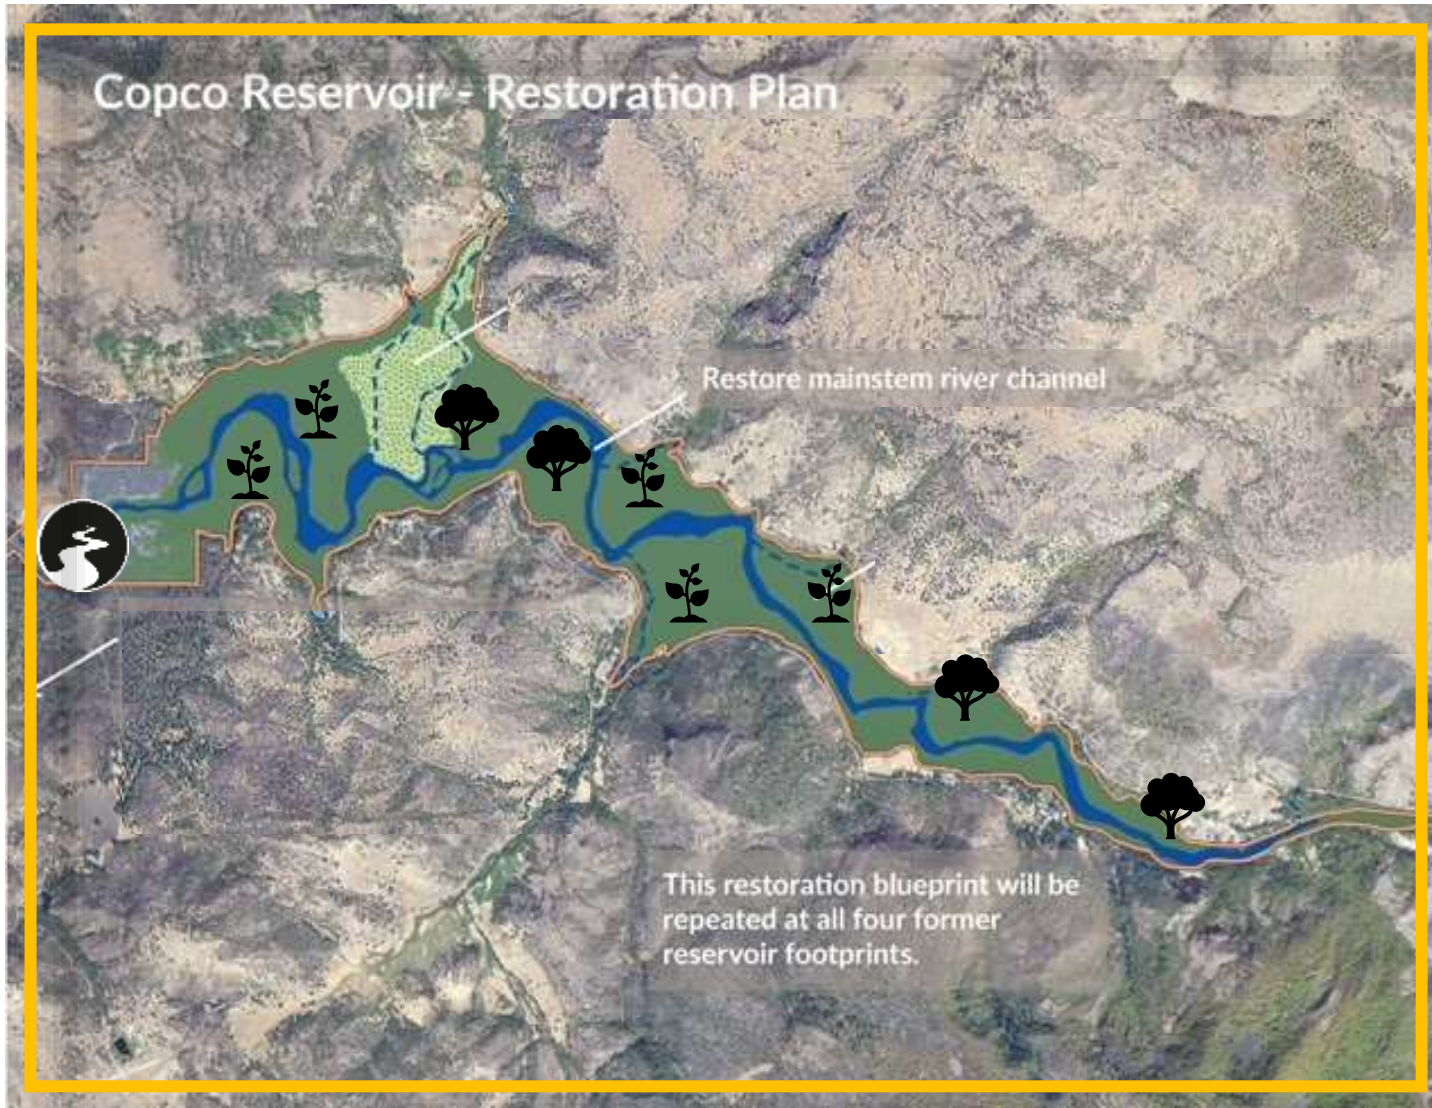 Copco Reservoir - Restoration Plan
Restore mainstem river channel
This restoration blueprint will be
repeated at all four former
reservoir footprints.